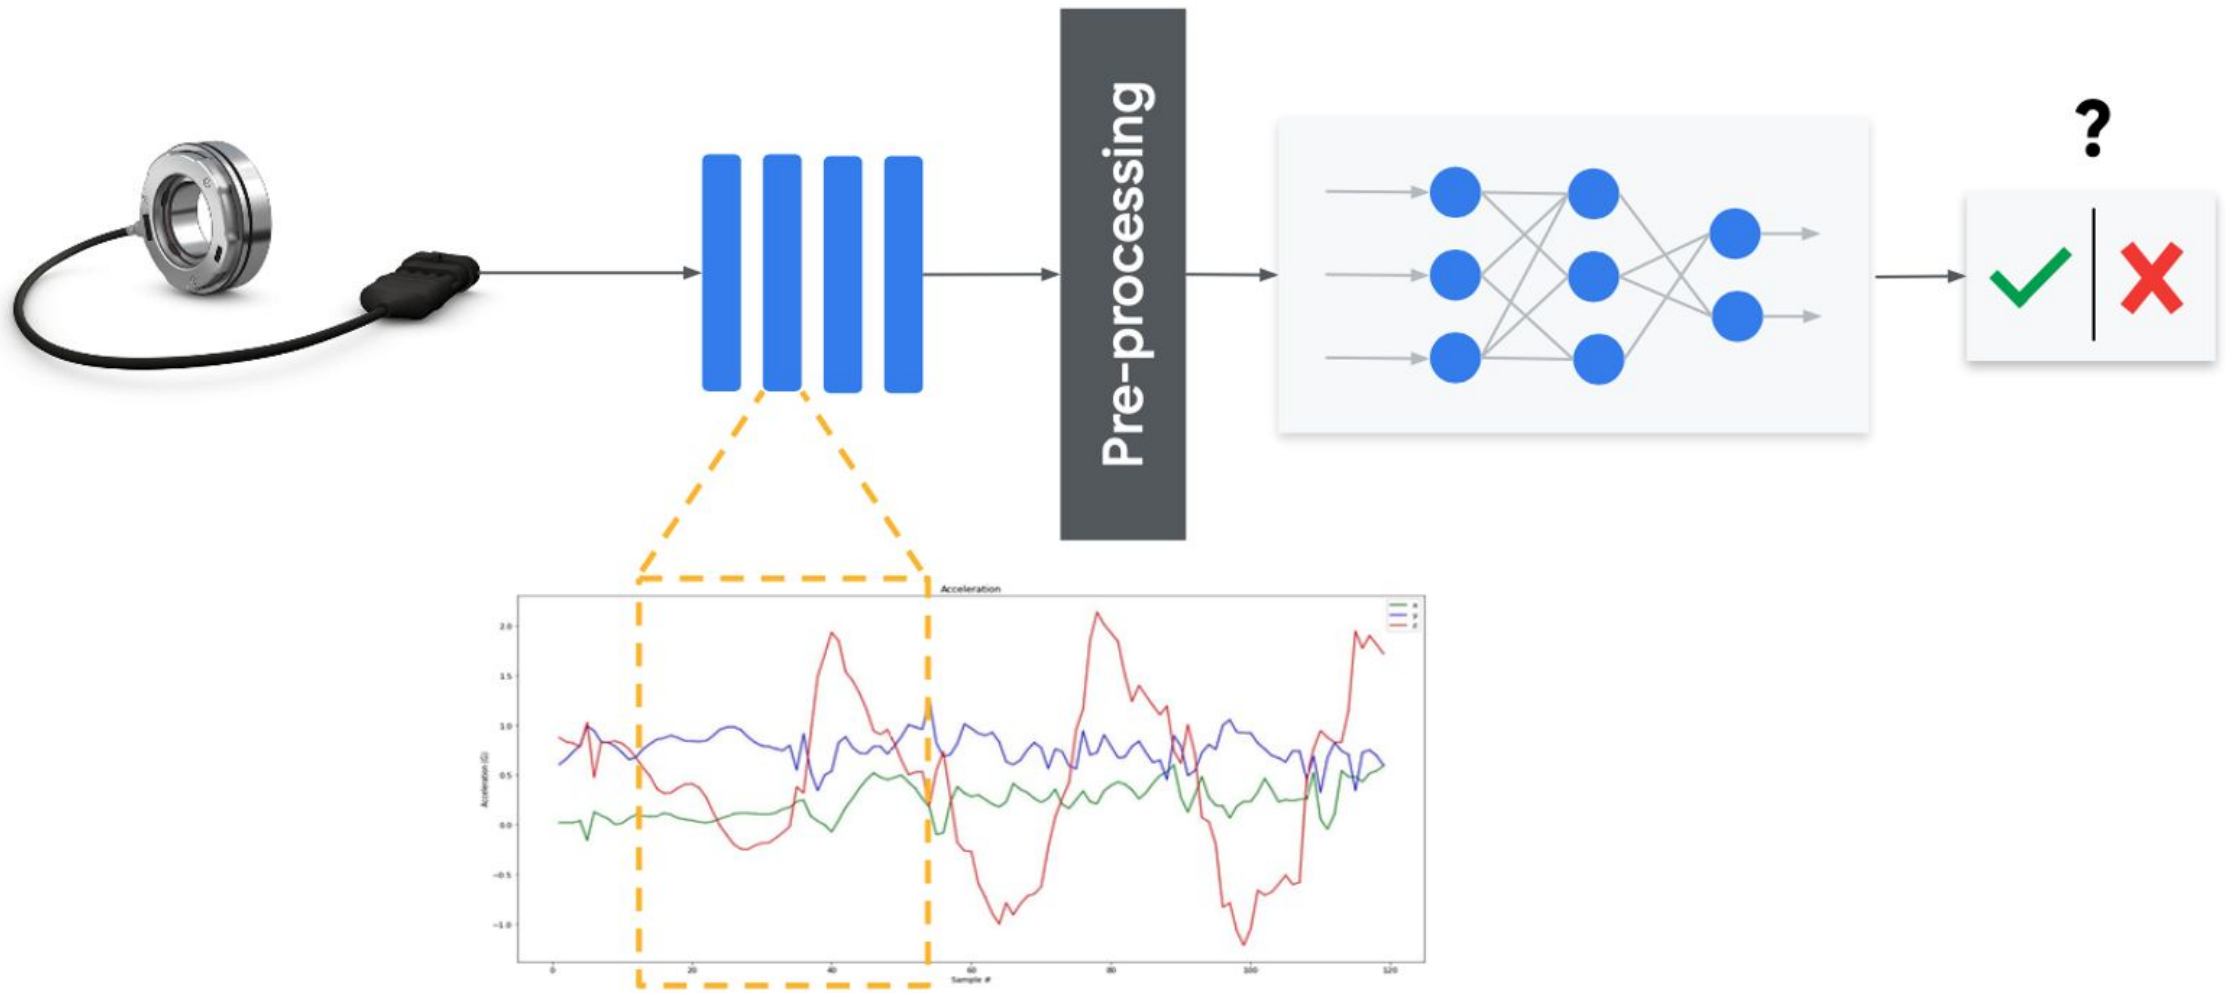 Pre-processing
?
Acceleration
x
y
z
2.0
1.5
1.0
0.5
0.0
−0.5
−1.0
Acceleration (G)
0 20 40 60 80 100 120
Sample #